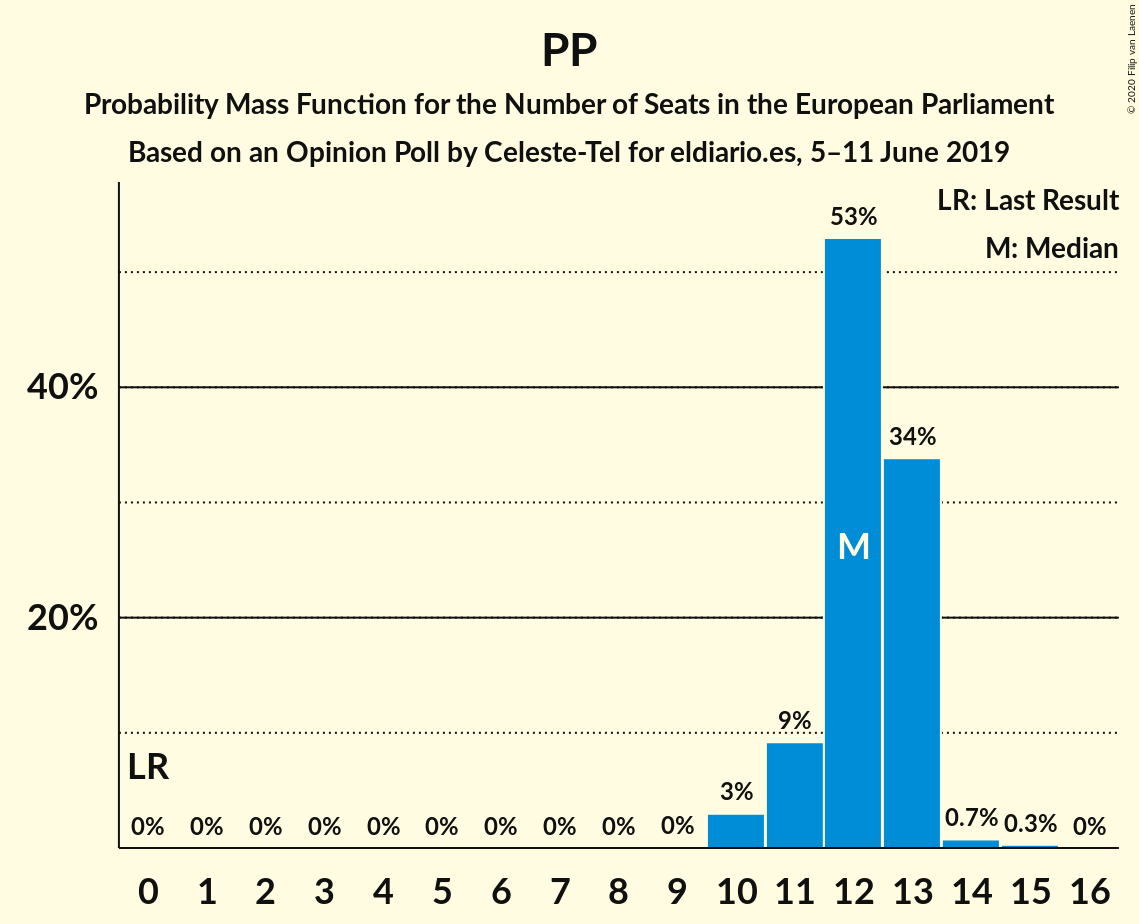 PP
Probability Mass Function for the Number of Seats in the European Parliament
Based on an Opinion Poll by Celeste-Tel for eldiario.es, 5–11 June 2019
© 2020 Filip van Laenen
LR: Last Result
M: Median
53%
34%
9%
3%
0.7%
0.3%
0%
0% 0% 0% 0% 0% 0% 0% 0% 0% 0%
40%
20%
LR
M
0 1 2 3 4 5 6 7 8 9 10 11 12 13 14 15 16